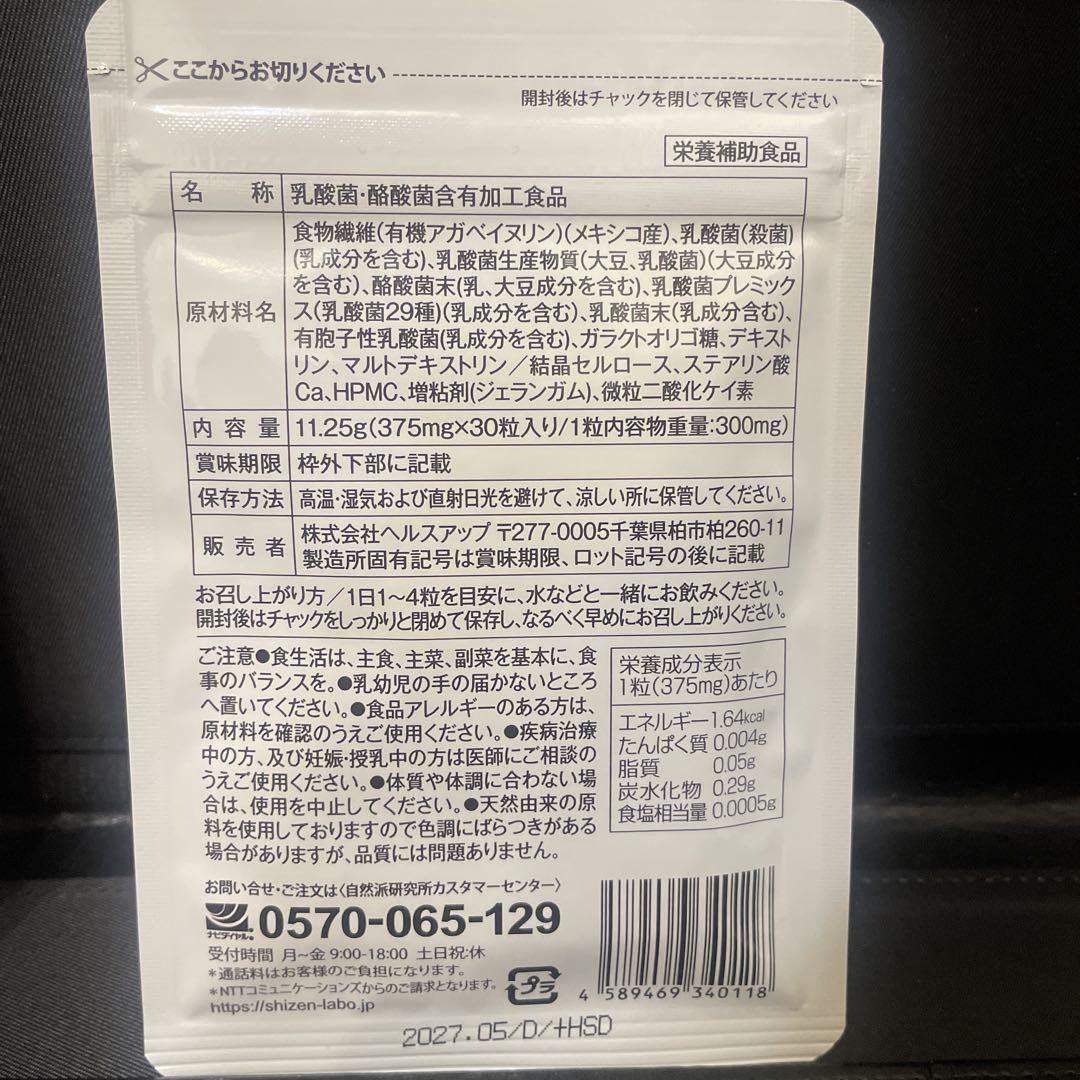 ここからお切りください
開封後はチャックを閉じて保管してください
栄養補助食品
名 称 乳酸菌・酪酸菌含有加工食品
原材料名
食物繊維(有機アガベイヌリン)(メキシコ産)、乳酸菌(殺菌)
(乳成分を含む)、乳酸菌生産物質(大豆、乳酸菌)(大豆成分
を含む)、酪酸菌末(乳、大豆成分を含む)、乳酸菌プレミック
ス(乳酸菌29種)(乳成分を含む)、乳酸菌末(乳成分含む)、
有胞子性乳酸菌(乳成分を含む)、ガラクトオリゴ糖、デキスト
リン、マルトデキストリン／結晶セルロース、ステアリン酸
Ca、HPMC、増粘剤(ジェランガム)、微粒二酸化ケイ素
内容量 11.25g(375mg×30粒入り/1粒内容物重量:300mg)
賞味期限 枠外下部に記載
保存方法 高温・湿気および直射日光を避けて、涼しい所に保管してください。
販売者
株式会社ヘルスアップ 〒277-0005千葉県柏市柏260-11
製造所固有記号は賞味期限、ロット記号の後に記載
お召し上がり方／1日1〜4粒を目安に、水などと一緒にお飲みください。
開封後はチャックをしっかりと閉めて保存し、なるべく早めにお召し上がりください。
ご注意●食生活は、主食、主菜、副菜を基本に、食
事のバランスを。●乳幼児の手の届かないところ
へ置いてください。●食品アレルギーのある方は、
原材料を確認のうえご使用ください。●疾病治療
中の方、及び妊娠・授乳中の方は医師にご相談の
うえご使用ください。●体質や体調に合わない場
合は、使用を中止してください。●天然由来の原
料を使用しておりますので色調にばらつきがある
場合がありますが、品質には問題ありません。
栄養成分表示
1粒(375mg)あたり
エネルギー 1.64kcal
たんぱく質 0.004g
脂質 0.05g
炭水化物 0.29g
食塩相当量 0.0005g
お問い合せ・ご注文は〈自然派研究所カスタマーセンター〉
ナビダイヤル® 0570-065-129
受付時間 月〜金 9:00-18:00 土日祝:休
＊通話料はお客様のご負担になります。
＊NTTコミュニケーションズからのご請求となります。
https://shizen-labo.jp
プラ
4 589469 340118
2027.05/D/+HSD